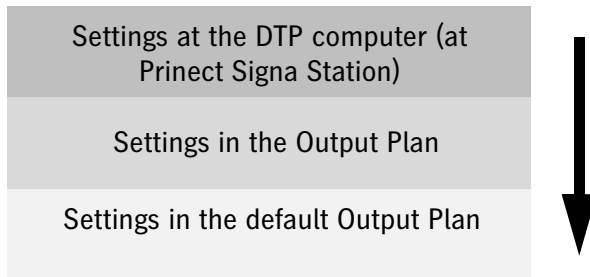 Settings at the DTP computer (at
Prinect Signa Station)
Settings in the Output Plan
Settings in the default Output Plan